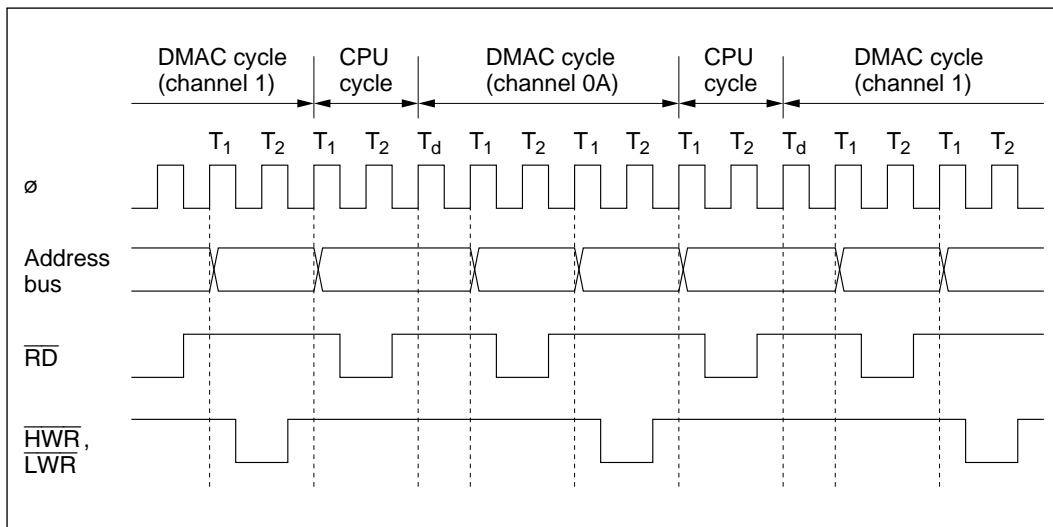 DMAC cycle (channel 1)
CPU cycle
DMAC cycle (channel 0A)
CPU cycle
DMAC cycle (channel 1)
T1 T2 T1 T2 Td T1 T2 T1 T2 T1 T2 Td T1 T2 T1 T2
ø
Address bus
RD
HWR,
LWR